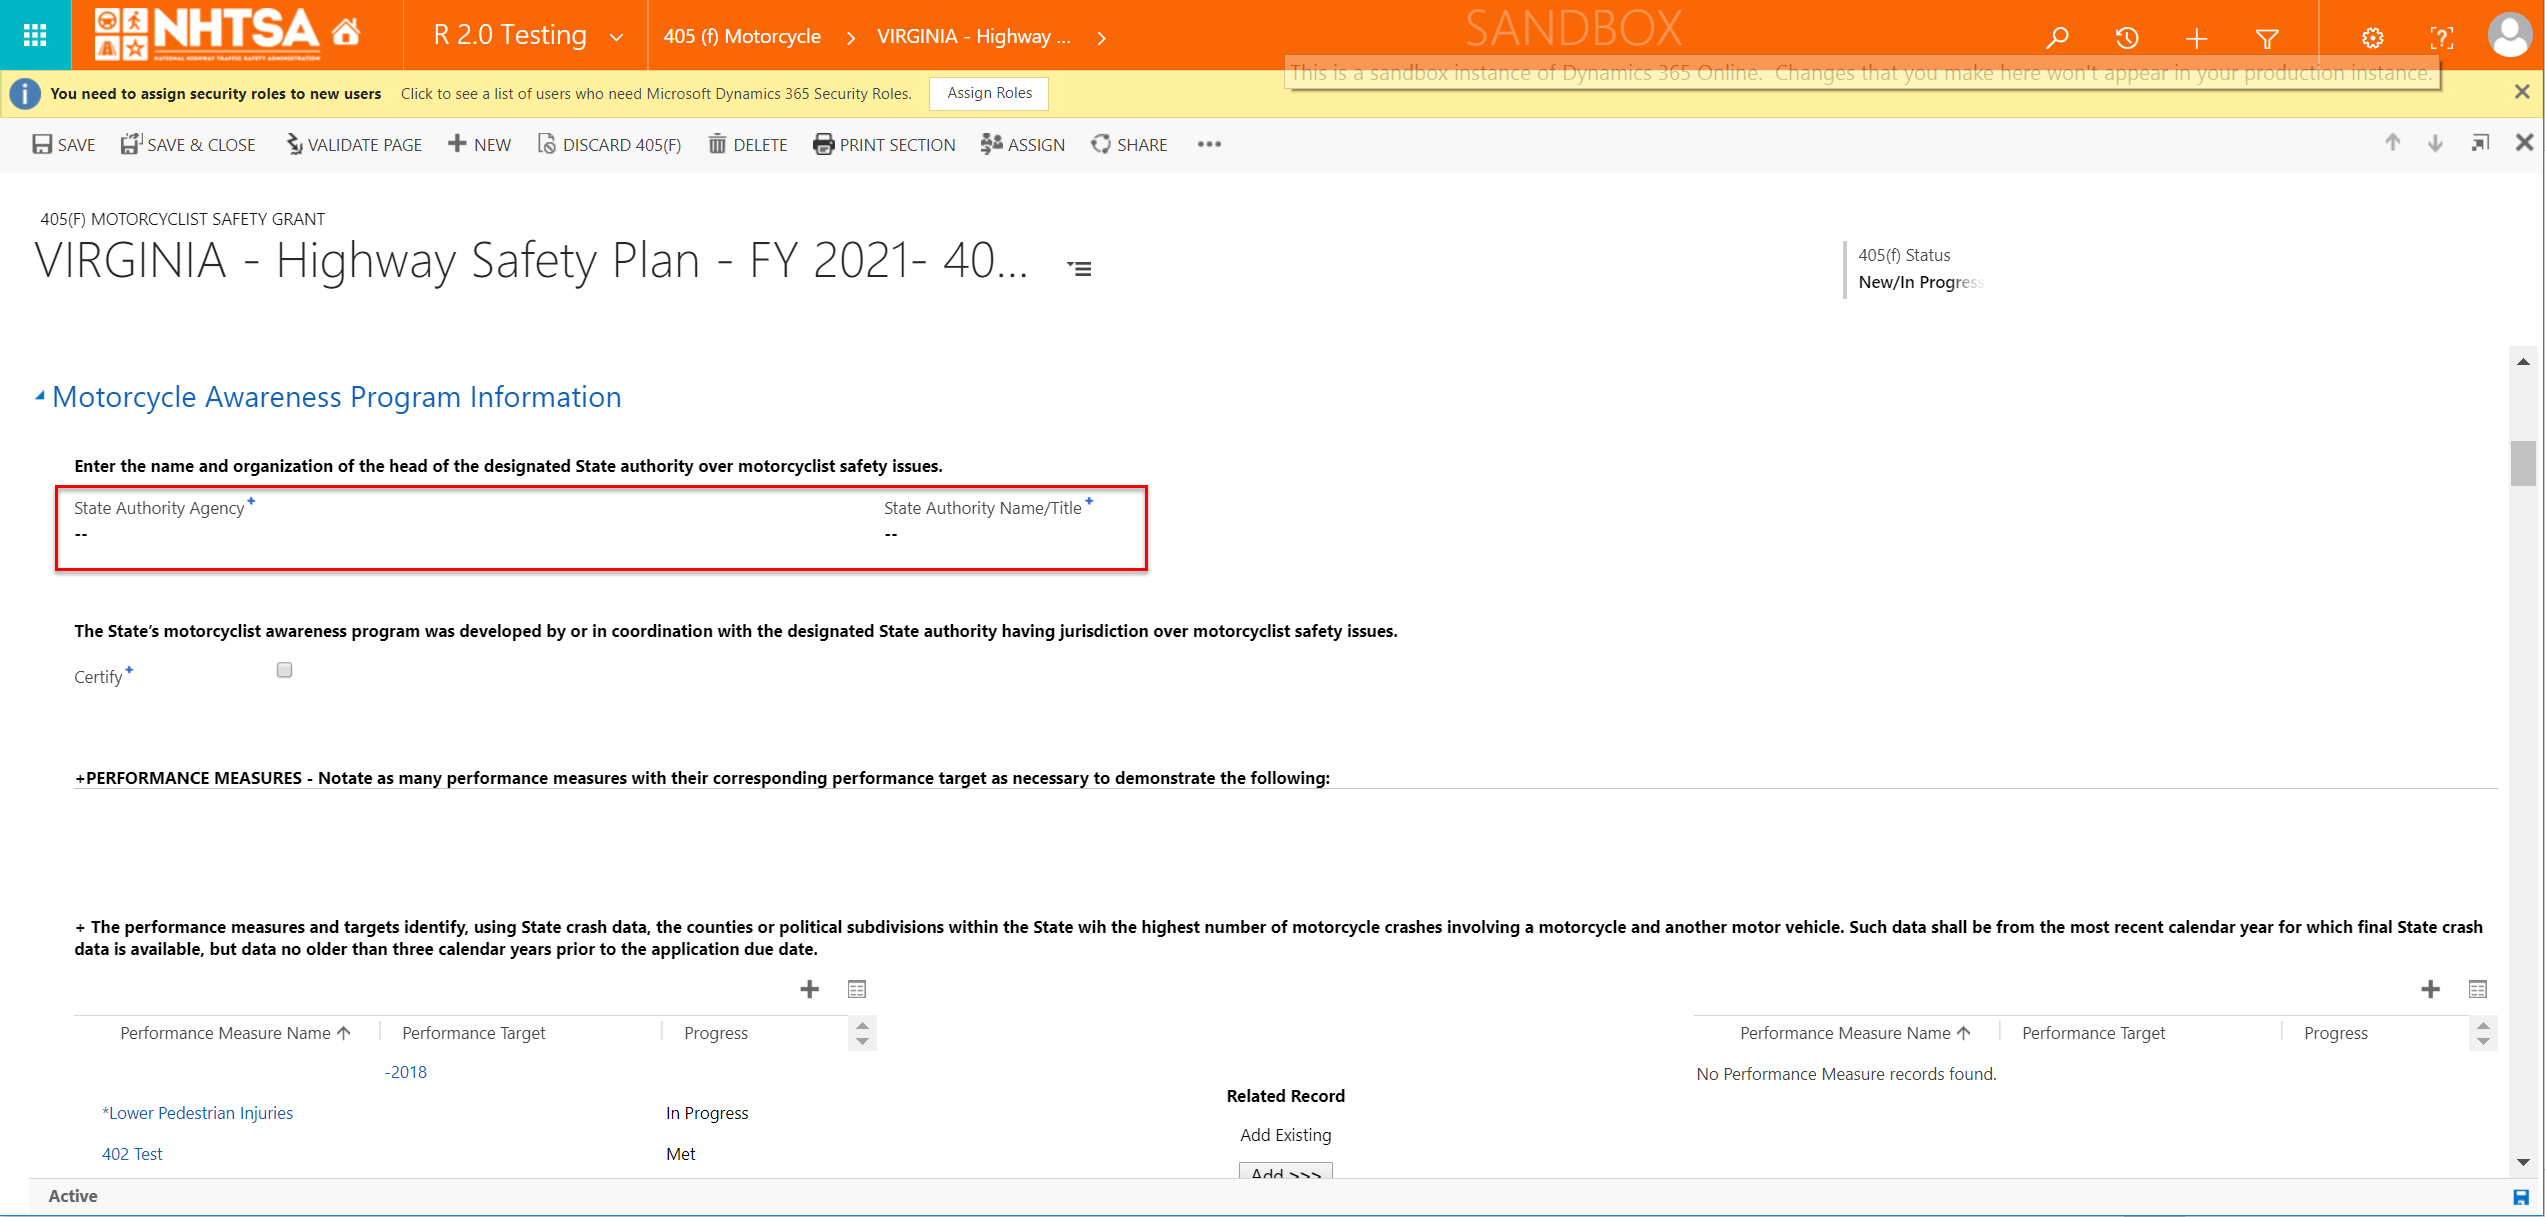 NHTSA
NATIONAL HIGHWAY TRAFFIC SAFETY ADMINISTRATION
R 2.0 Testing
405 (f) Motorcycle
VIRGINIA - Highway ...
SANDBOX
This is a sandbox instance of Dynamics 365 Online. Changes that you make here won't appear in your production instance.
You need to assign security roles to new users Click to see a list of users who need Microsoft Dynamics 365 Security Roles. Assign Roles
SAVE SAVE & CLOSE VALIDATE PAGE NEW DISCARD 405(F) DELETE PRINT SECTION ASSIGN SHARE
405(F) MOTORCYCLIST SAFETY GRANT
VIRGINIA - Highway Safety Plan - FY 2021- 40...
405(f) Status
New/In Progress
Motorcycle Awareness Program Information
Enter the name and organization of the head of the designated State authority over motorcyclist safety issues.
State Authority Agency + State Authority Name/Title +
-- --
The State's motorcyclist awareness program was developed by or in coordination with the designated State authority having jurisdiction over motorcyclist safety issues.
Certify +
+PERFORMANCE MEASURES - Notate as many performance measures with their corresponding performance target as necessary to demonstrate the following:
+ The performance measures and targets identify, using State crash data, the counties or political subdivisions within the State wih the highest number of motorcycle crashes involving a motorcycle and another motor vehicle. Such data shall be from the most recent calendar year for which final State crash
data is available, but data no older than three calendar years prior to the application due date.
Performance Measure Name Performance Target Progress
-2018
*Lower Pedestrian Injuries In Progress
402 Test Met
Related Record
Add Existing
Add >>>
Performance Measure Name Performance Target Progress
No Performance Measure records found.
Active